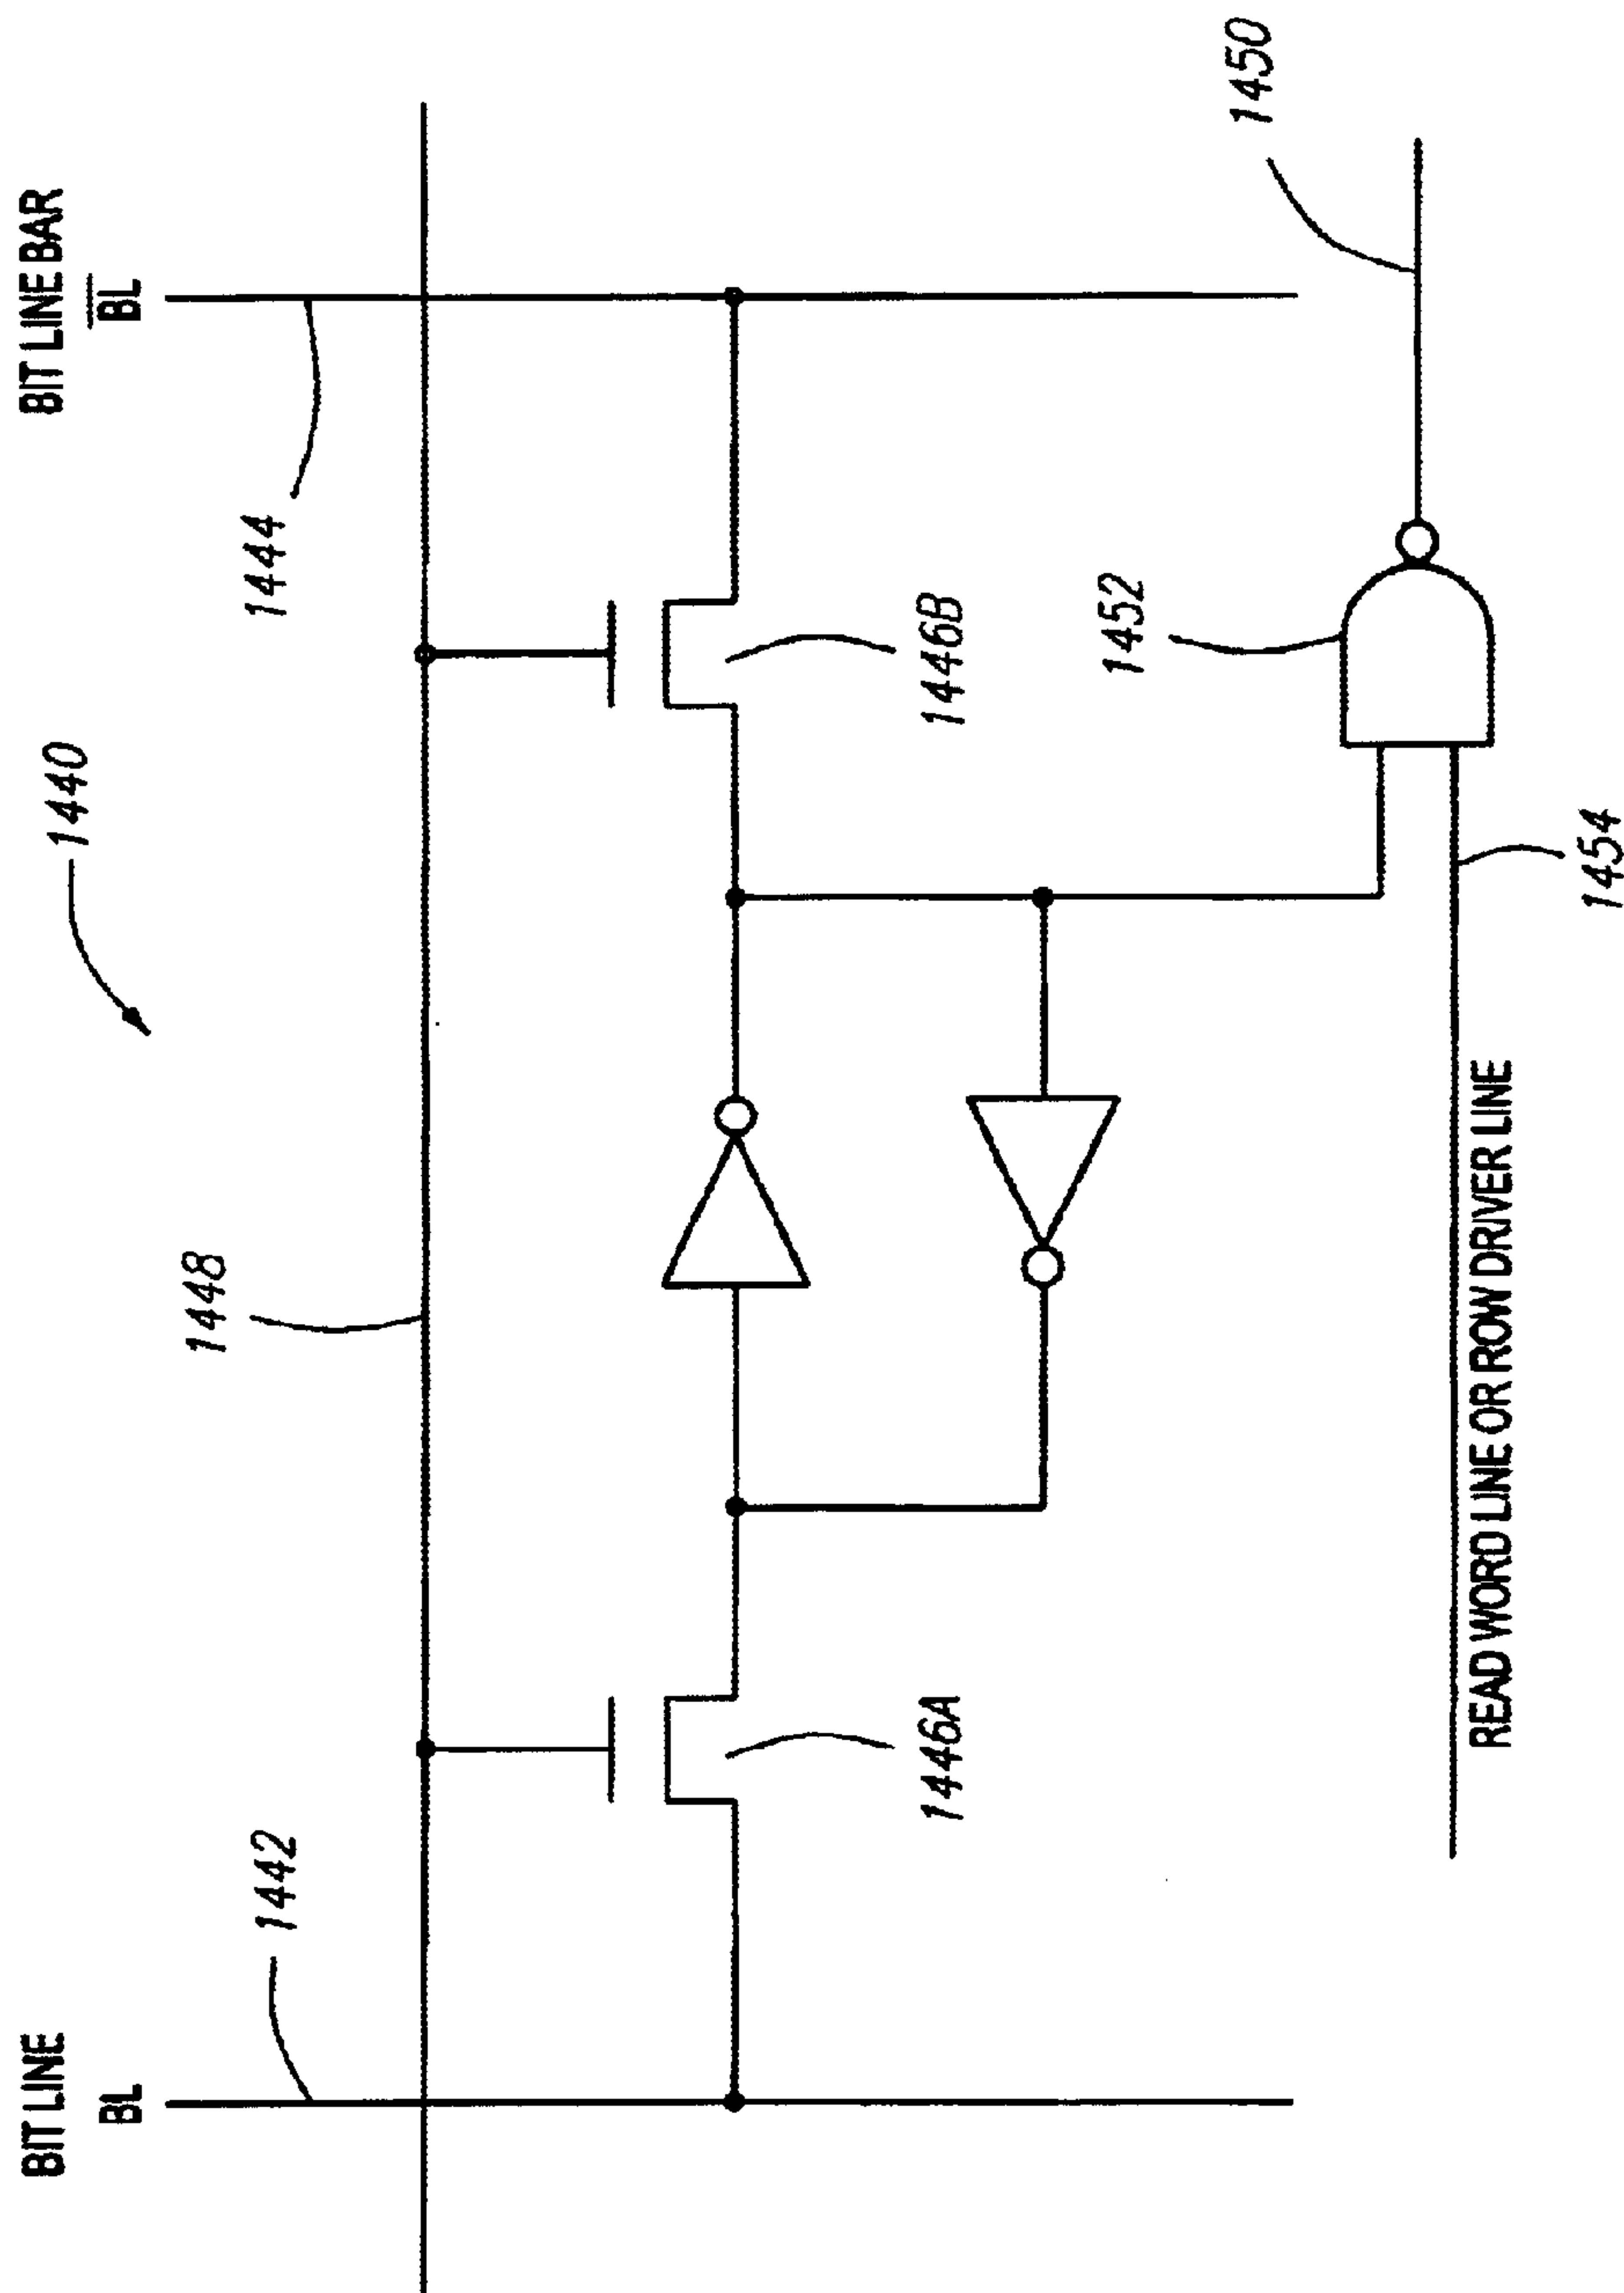 1440
BIT LINE
BL
BIT LINE BAR
BL
1442
1448
1444
1446A
1446B
1452
1450
READ WORD LINE OR ROW DRIVER LINE
1454